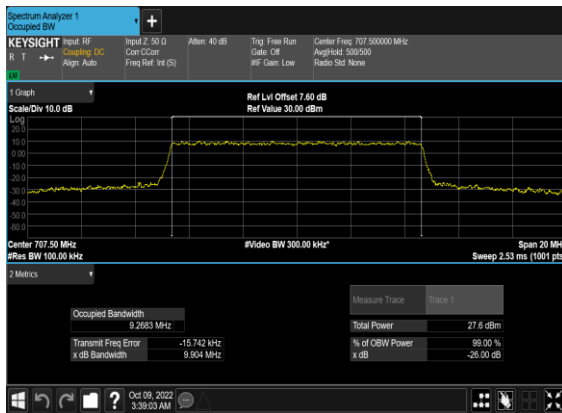 Spectrum Analyzer 1
Occupied BW
KEYSIGHT
R T
Input: RF
Coupling: DC
Align: Auto
Input Z: 50 Ω
Corr CCorr
Freq Ref: Int (S)
Atten: 40 dB
Trig: Free Run
Gate: Off
#IF Gain: Low
Center Freq: 707.500000 MHz
Avg|Hold: 500/500
Radio Std: None
1 Graph
Scale/Div 10.0 dB
Ref Lvl Offset 7.60 dB
Ref Value 30.00 dBm
Log
20.0
10.0
0.00
-10.0
-20.0
-30.0
-40.0
-50.0
-60.0
Center 707.50 MHz
#Res BW 100.00 kHz
#Video BW 300.00 kHz*
Span 20 MH
Sweep 2.53 ms (1001 pts
2 Metrics
Measure Trace Trace 1
Occupied Bandwidth
9.2683 MHz
Total Power 27.6 dBm
Transmit Freq Error -15.742 kHz
% of OBW Power 99.00 %
x dB Bandwidth 9.904 MHz
x dB -26.00 dB
?
Oct 09, 2022
3:39:03 AM